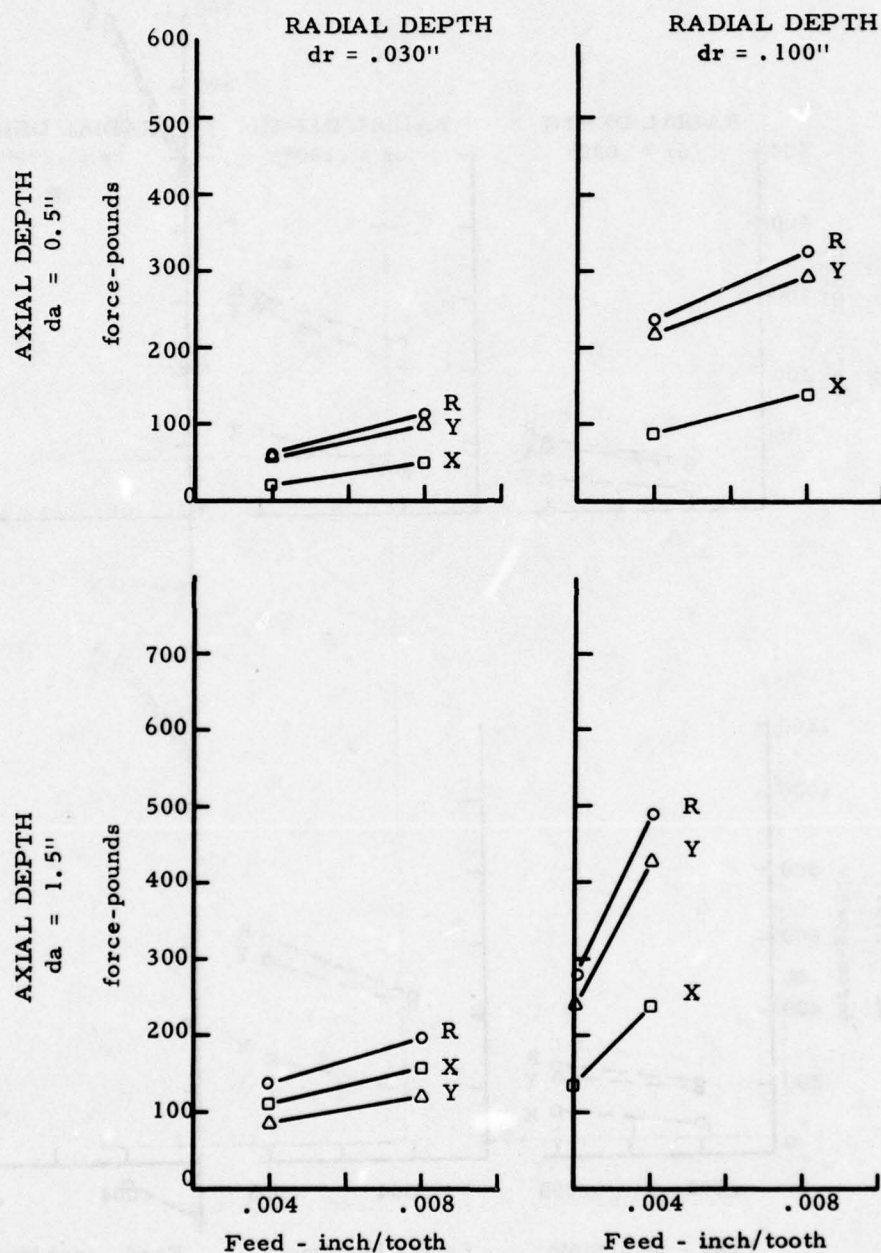 RADIAL DEPTH
dr = .030"
RADIAL DEPTH
dr = .100"
AXIAL DEPTH
da = 0.5"
force-pounds
600
500
400
300
200
100
0
R
Y
X
R
Y
X
AXIAL DEPTH
da = 1.5"
force-pounds
700
600
500
400
300
200
100
0
R
X
Y
R
Y
X
.004
.008
.004
.008
Feed - inch/tooth
Feed - inch/tooth